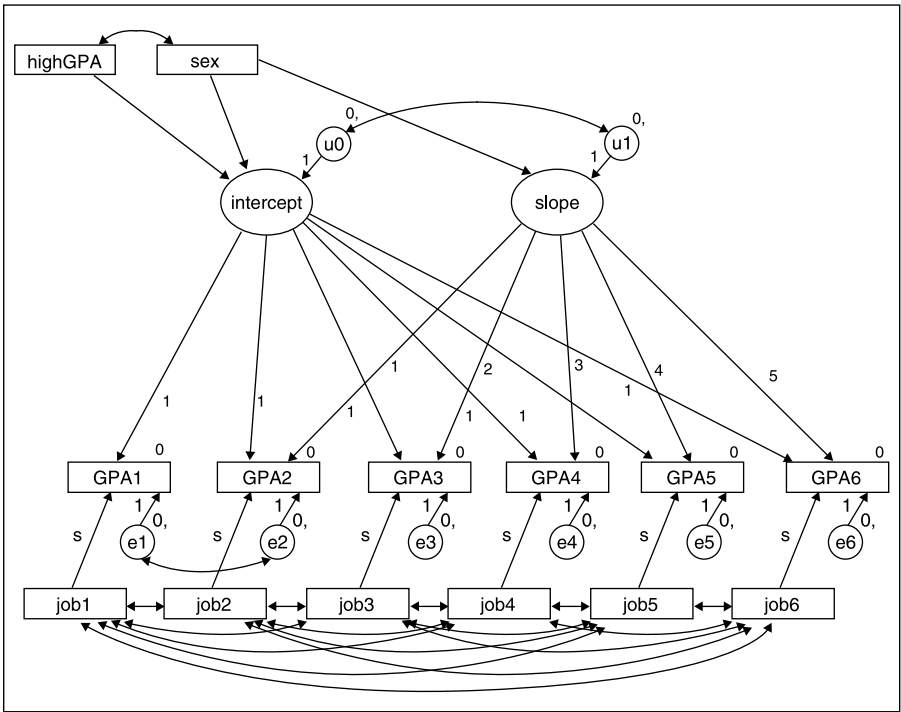 highGPA sex
0, 0,
u0 u1
1 1
intercept slope
1 2 3 4 5
1
1 1 1 1 1
0 0 0 0 0 0
GPA1 GPA2 GPA3 GPA4 GPA5 GPA6
1 1 1 1 1 1
0, 0, 0, 0, 0, 0,
s s s s s s
e1 e2 e3 e4 e5 e6
job1 job2 job3 job4 job5 job6